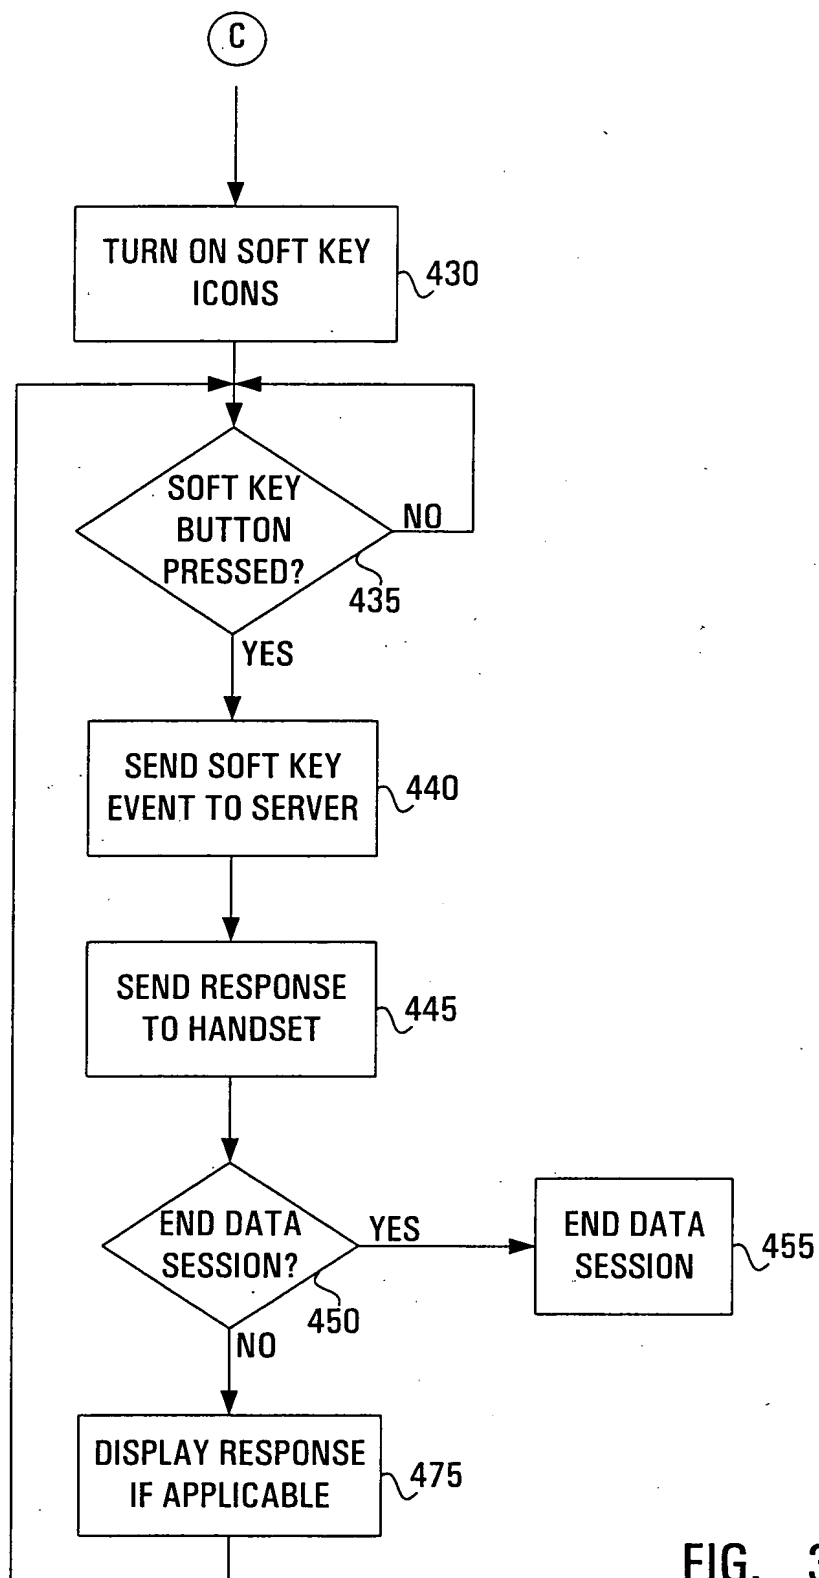 C
TURN ON SOFT KEY
ICONS
430
SOFT KEY
BUTTON
PRESSED?
NO
435
YES
SEND SOFT KEY
EVENT TO SERVER
440
SEND RESPONSE
TO HANDSET
445
END DATA
SESSION?
YES
450
NO
END DATA
SESSION
455
DISPLAY RESPONSE
IF APPLICABLE
475
FIG. 3